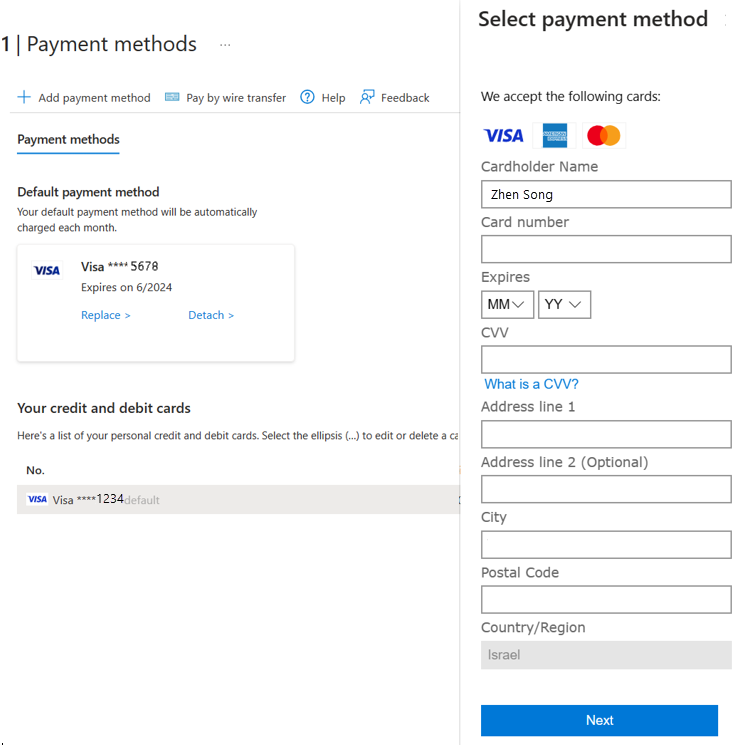 1 | Payment methods ...
Add payment method Pay by wire transfer Help Feedback
Payment methods
Default payment method
Your default payment method will be automatically
charged each month.
VISA
Visa **** 5678
Expires on 6/2024
Replace > Detach >
Your credit and debit cards
Here's a list of your personal credit and debit cards. Select the ellipsis (...) to edit or delete a ca
No.
VISA Visa ****1234 default
Select payment method
We accept the following cards:
VISA AMERICAN EXPRESS
Cardholder Name
Zhen Song
Card number
Expires
MM YY
CVV
What is a CVV?
Address line 1
Address line 2 (Optional)
City
Postal Code
Country/Region
Israel
Next